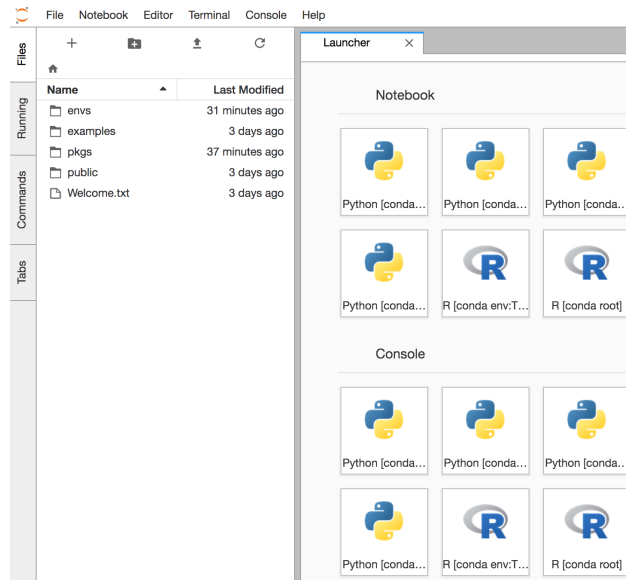 File Notebook Editor Terminal Console Help
Files
Running
Commands
Tabs
Name Last Modified
envs 31 minutes ago
examples 3 days ago
pkgs 37 minutes ago
public 3 days ago
Welcome.txt 3 days ago
Launcher
Notebook
Python [conda... Python [conda... Python [conda...
Python [conda... R [conda env:T... R [conda root]
Console
Python [conda... Python [conda... Python [conda...
Python [conda... R [conda env:T... R [conda root]